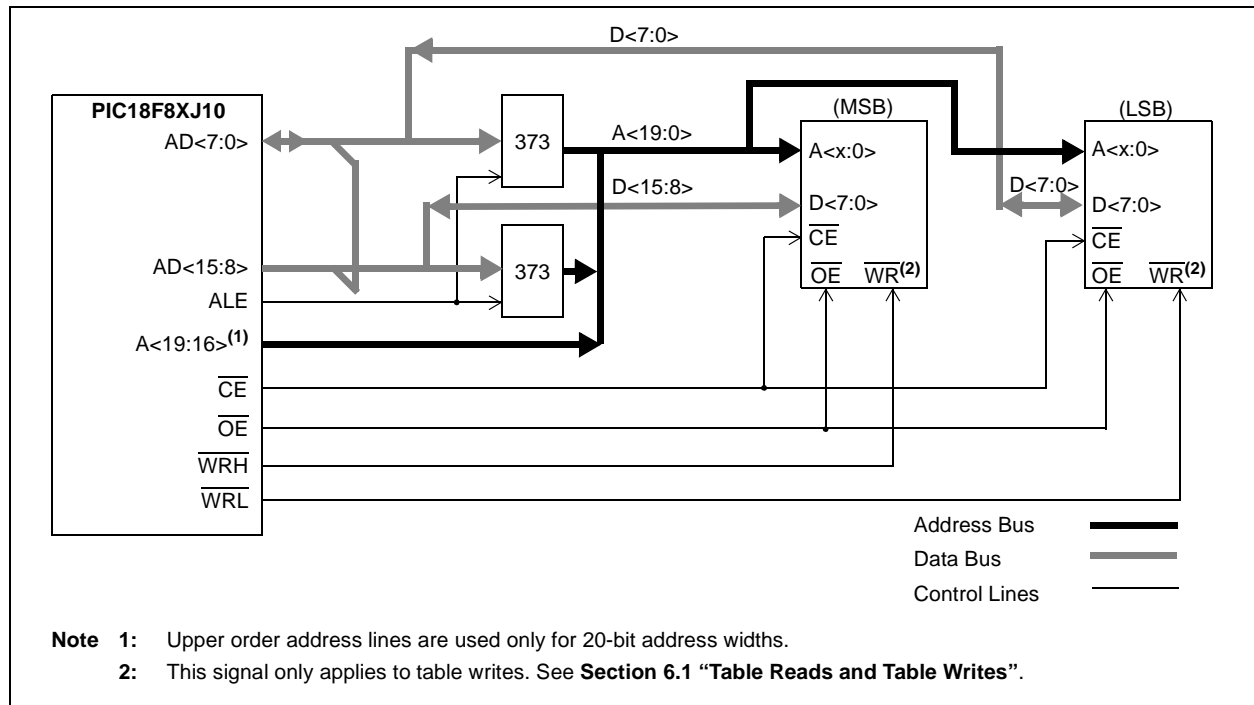 D<7:0>
PIC18F8XJ10
AD<7:0>
373
A<19:0>
(MSB)
A<x:0>
(LSB)
A<x:0>
D<15:8>
D<7:0>
CE
OE
WR(2)
D<7:0>
D<7:0>
CE
OE
WR(2)
AD<15:8>
373
ALE
A<19:16>(1)
CE
OE
WRH
WRL
Address Bus
Data Bus
Control Lines
Note 1: Upper order address lines are used only for 20-bit address widths.
2: This signal only applies to table writes. See Section 6.1 “Table Reads and Table Writes”.